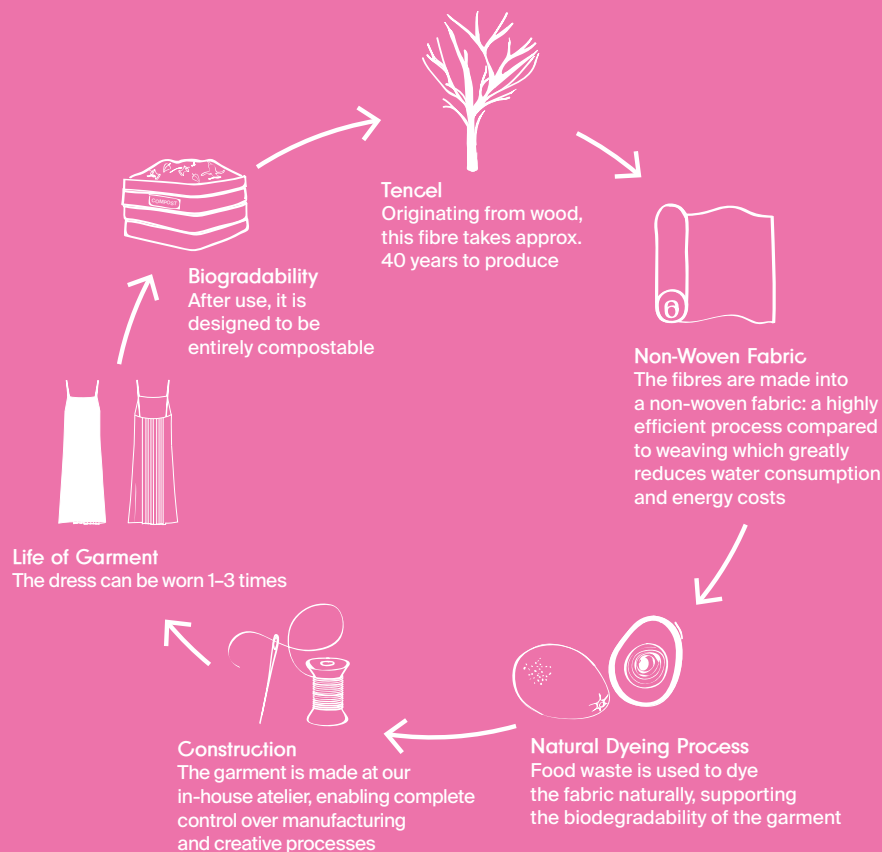 Tencel
Originating from wood,
this fibre takes approx.
40 years to produce
Non-Woven Fabric
The fibres are made into
a non-woven fabric: a highly
efficient process compared
to weaving which greatly
reduces water consumption
and energy costs
Natural Dyeing Process
Food waste is used to dye
the fabric naturally, supporting
the biodegradability of the garment
Construction
The garment is made at our
in-house atelier, enabling complete
control over manufacturing
and creative processes
Life of Garment
The dress can be worn 1–3 times
COMPOST
Biogradability
After use, it is
designed to be
entirely compostable